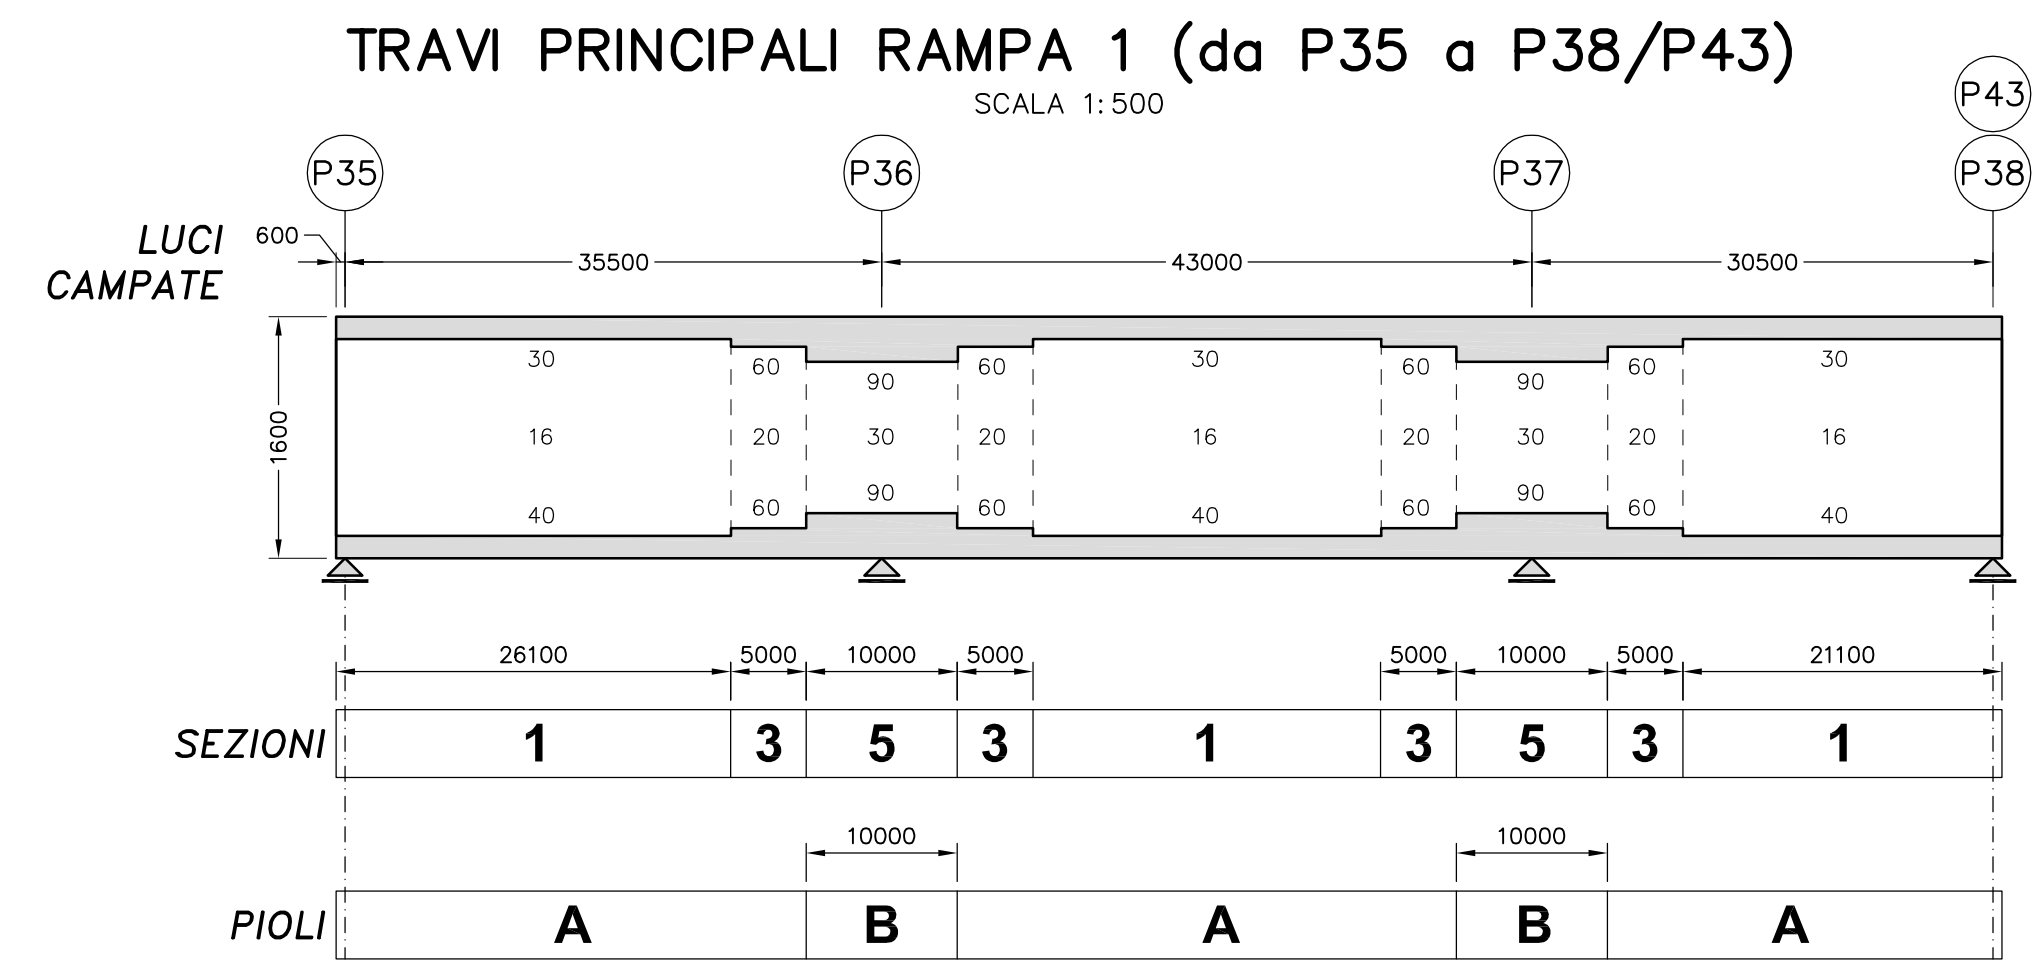 TRAVI PRINCIPALI RAMPA 1 (da P35 a P38/P43)
SCALA 1:500
P43
P35 P36 P37 P38
LUCI
CAMPATE
600 35500 43000 30500
1600
30 60 90 60 30 60 90 60 30
16 20 30 20 16 20 30 20 16
40 60 90 60 40 60 90 60 40
26100 5000 10000 5000 5000 10000 5000 21100
SEZIONI 1 3 5 3 1 3 5 3 1
10000 10000
PIOLI A B A B A